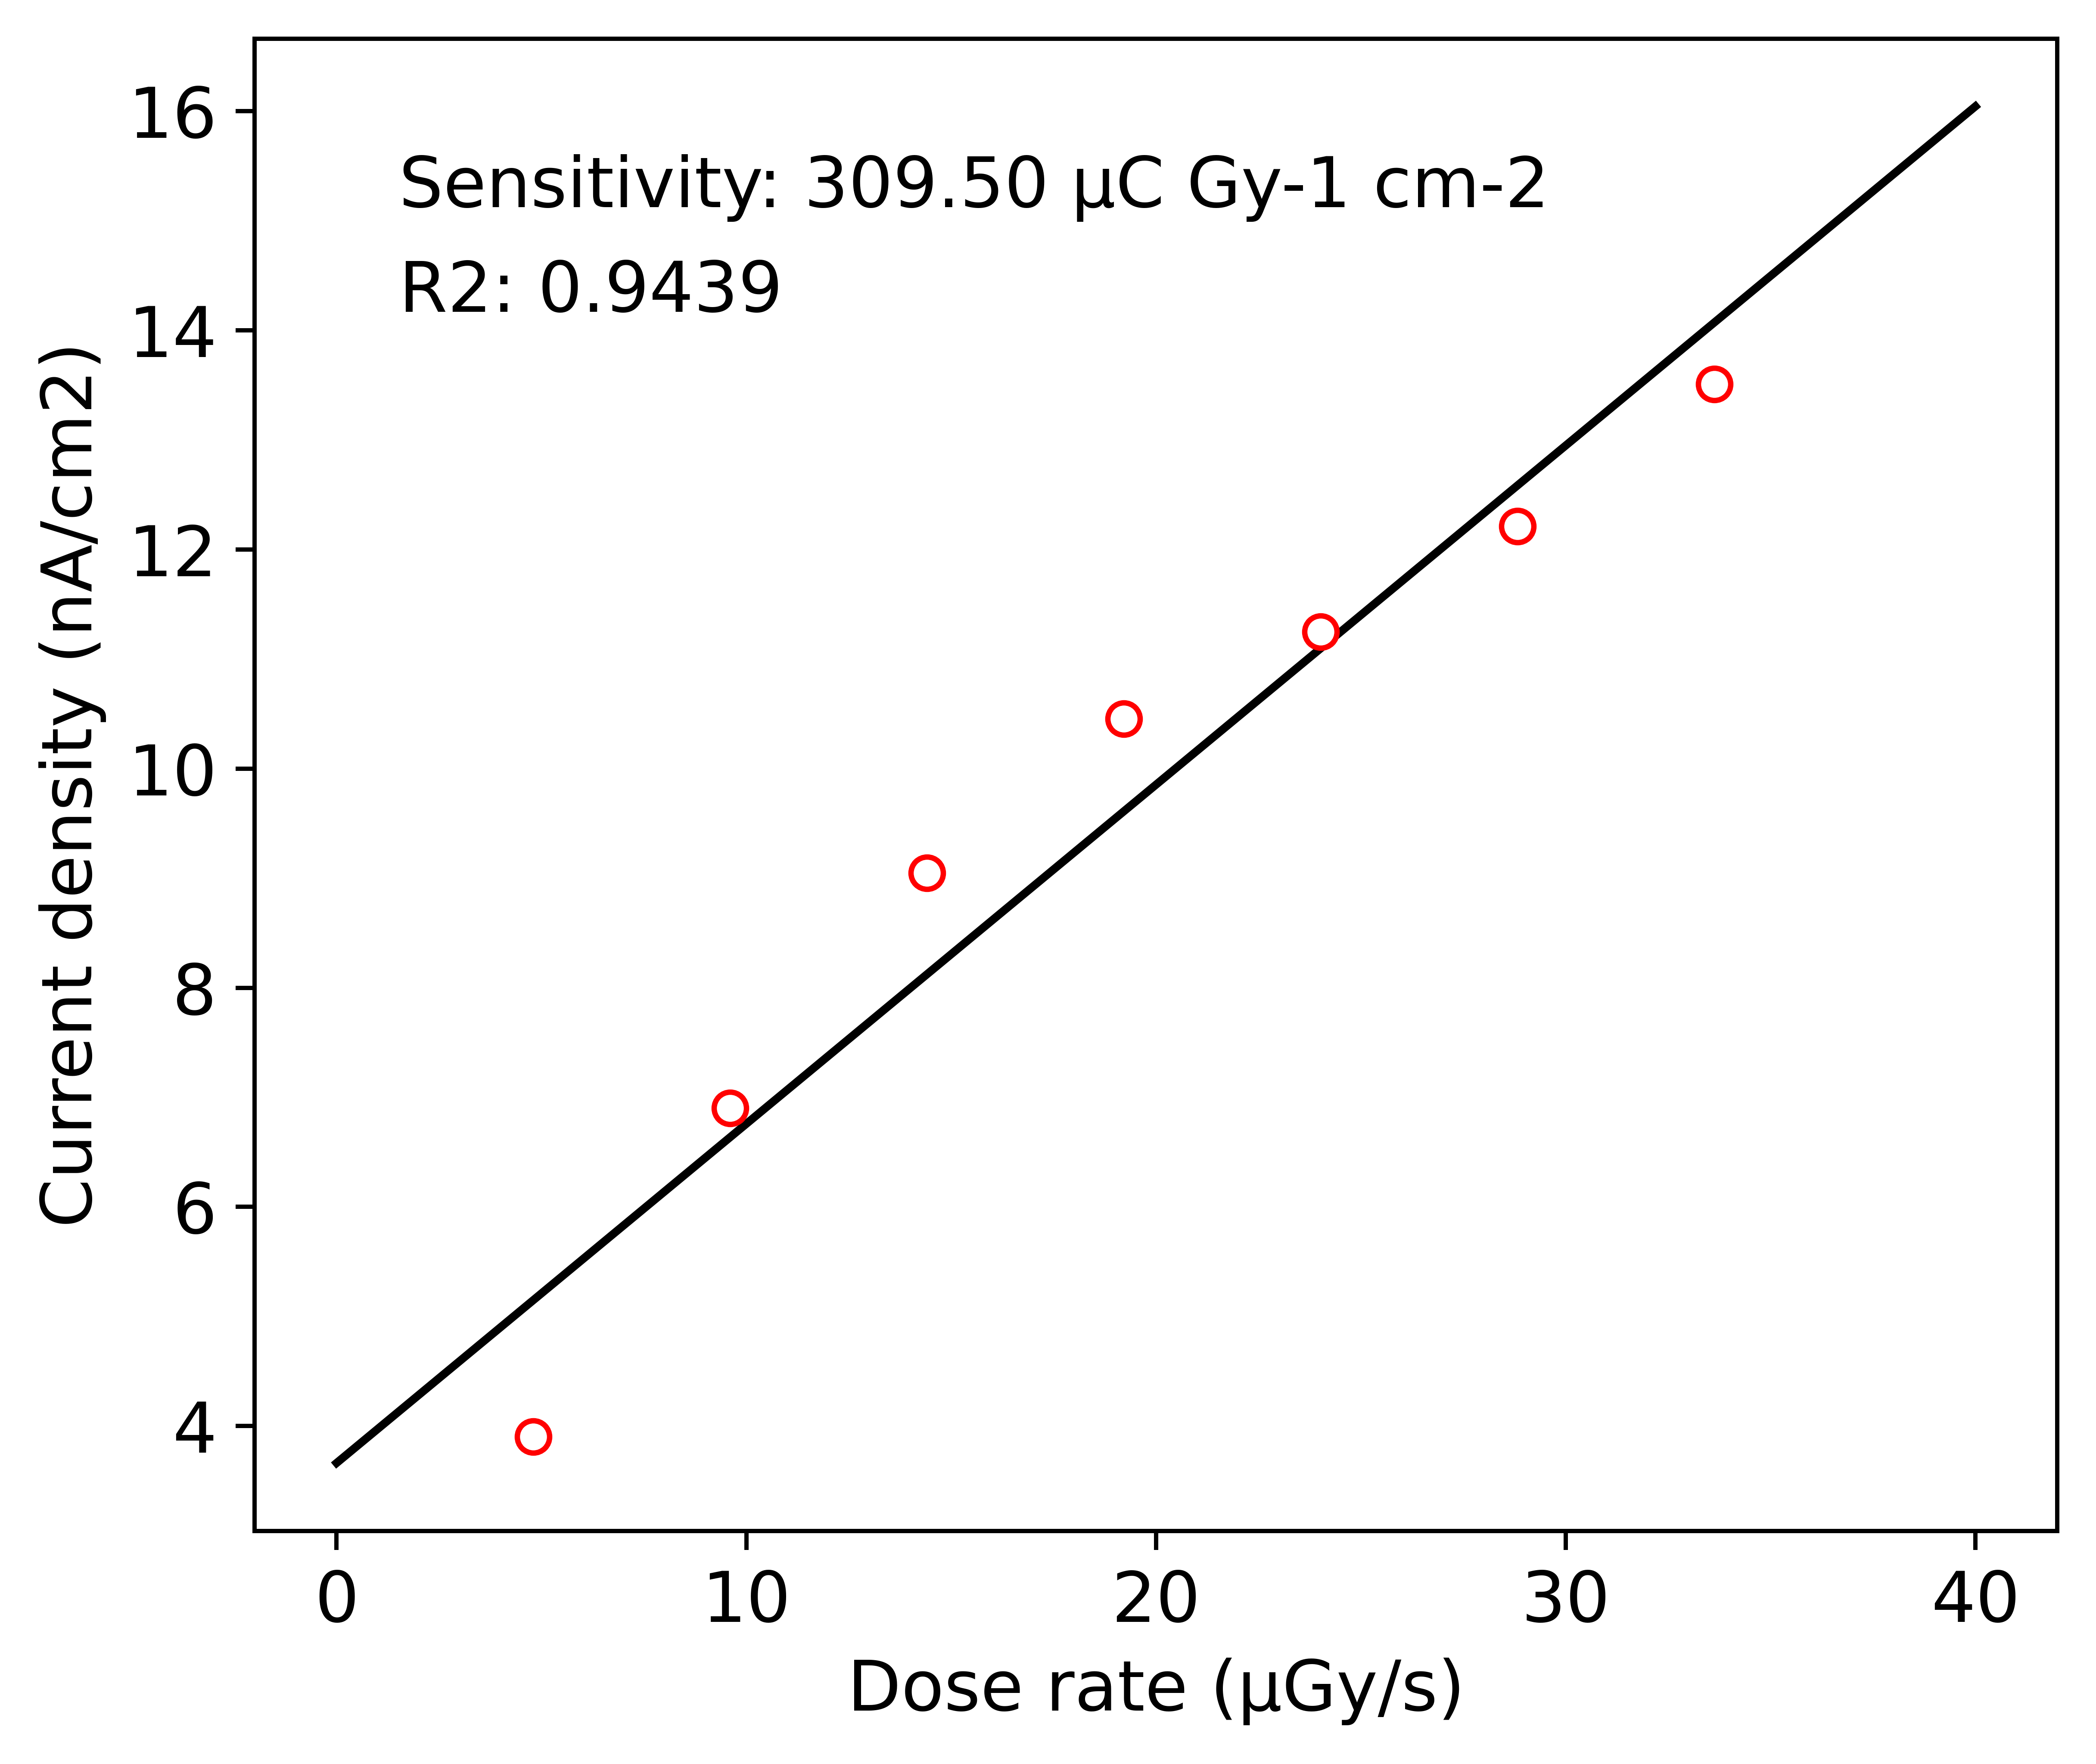 16
14
12
10
8
6
4
Current density (nA/cm2)
Sensitivity: 309.50 µC Gy-1 cm-2
R2: 0.9439
0 10 20 30 40
Dose rate (µGy/s)